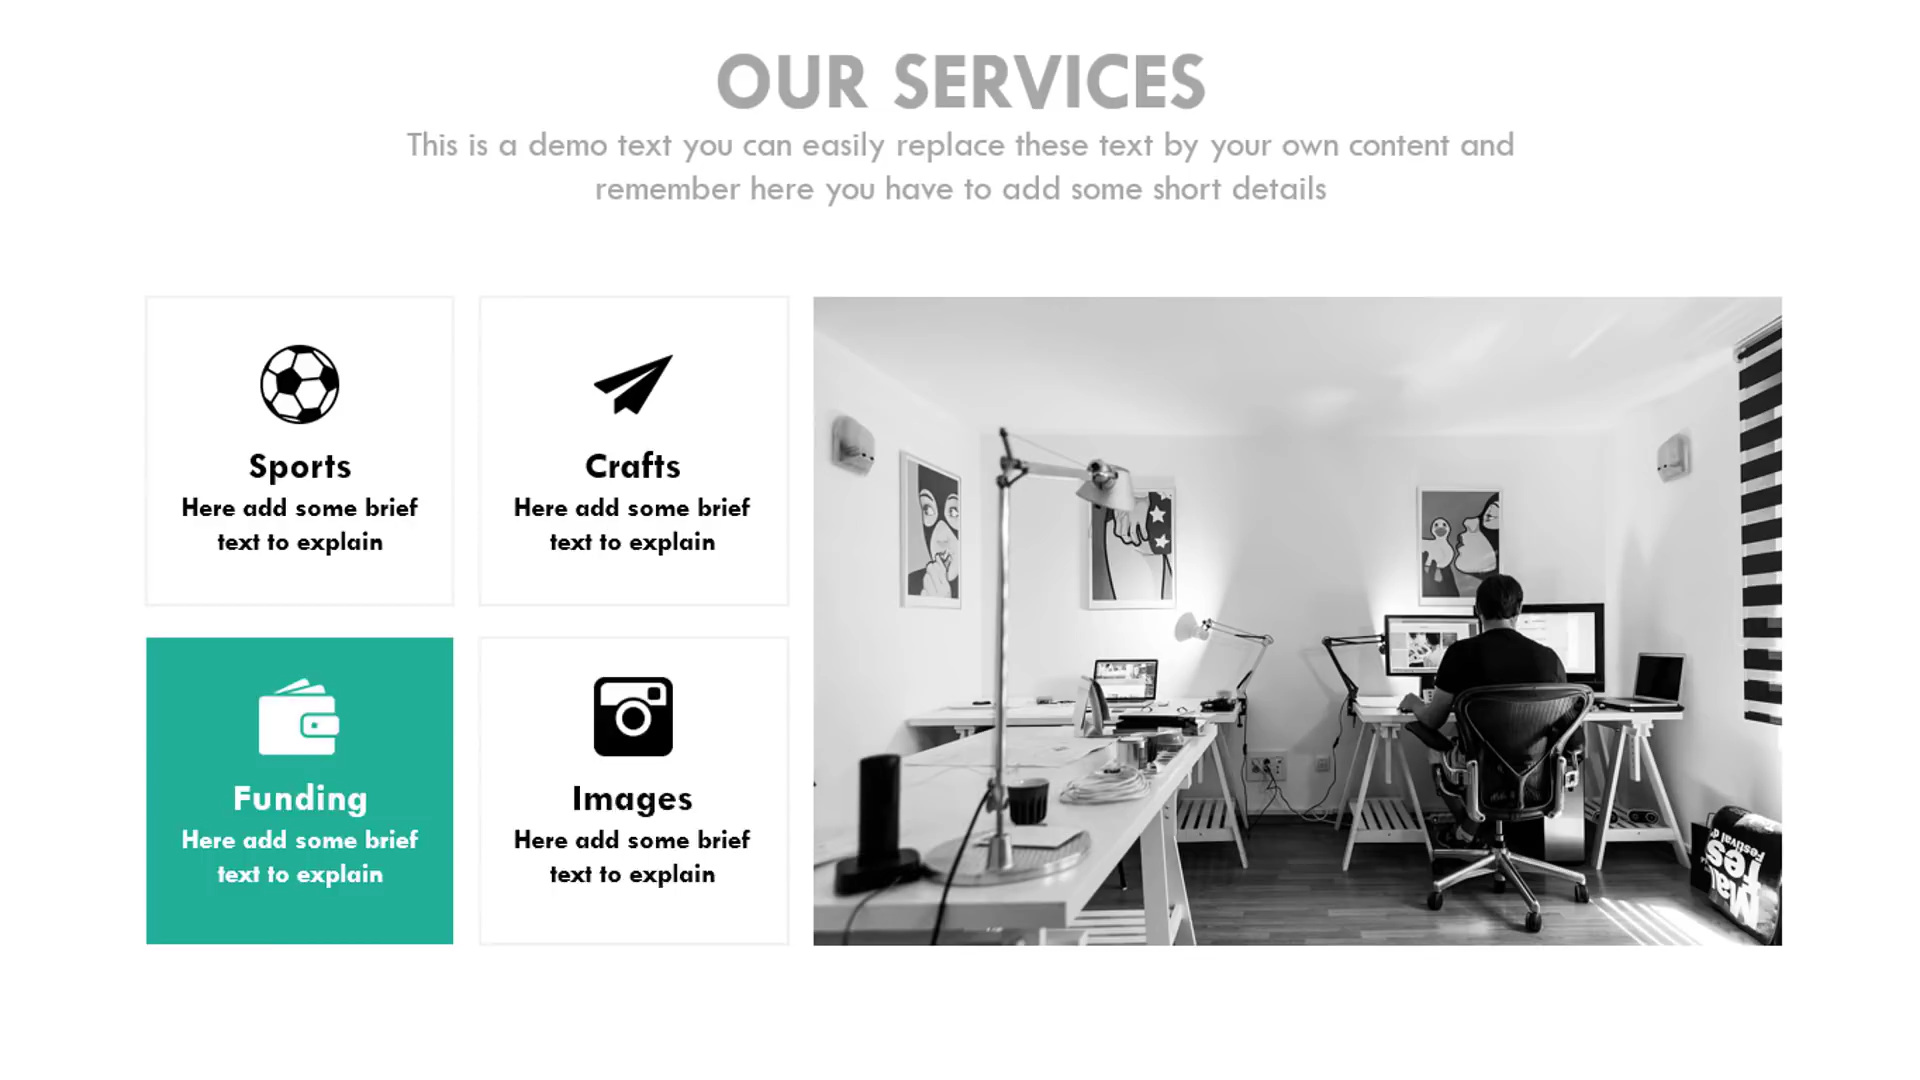 OUR SERVICES
This is a demo text you can easily replace these text by your own content and
remember here you have to add some short details
Sports
Here add some brief
text to explain
Crafts
Here add some brief
text to explain
Funding
Here add some brief
text to explain
Images
Here add some brief
text to explain
Festival